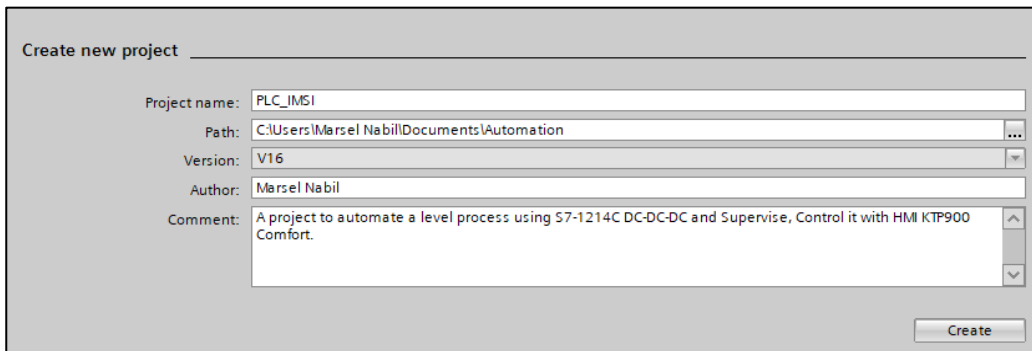 Create new project
Project name: PLC_IMSI
Path: C:\Users\Marsel Nabil\Documents\Automation
...
Version: V16
Author: Marsel Nabil
Comment: A project to automate a level process using S7-1214C DC-DC-DC and Supervise, Control it with HMI KTP900
Comfort.
Create